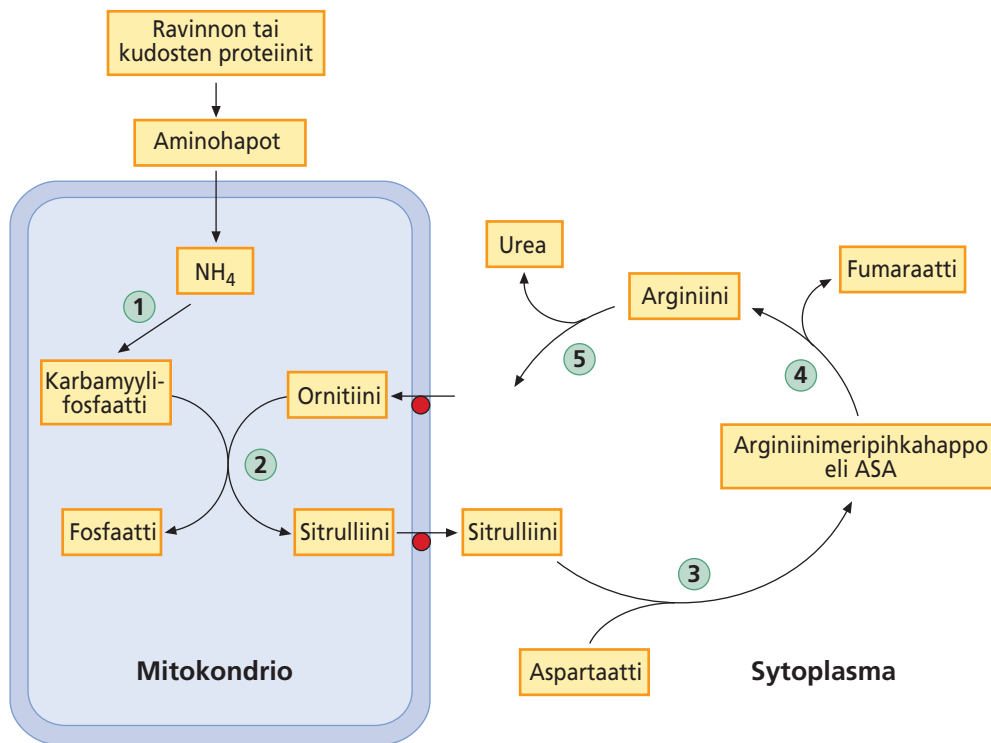 Ravinnon tai
kudosten proteiinit
Aminohapot
NH4
1
Karbamyyli-
fosfaatti
Ornitiini
2
Fosfaatti
Sitrulliini
Sitrulliini
Urea
Arginiini
Fumaraatti
5
4
Arginiinimeripihkahappo
eli ASA
3
Aspartaatti
Mitokondrio
Sytoplasma